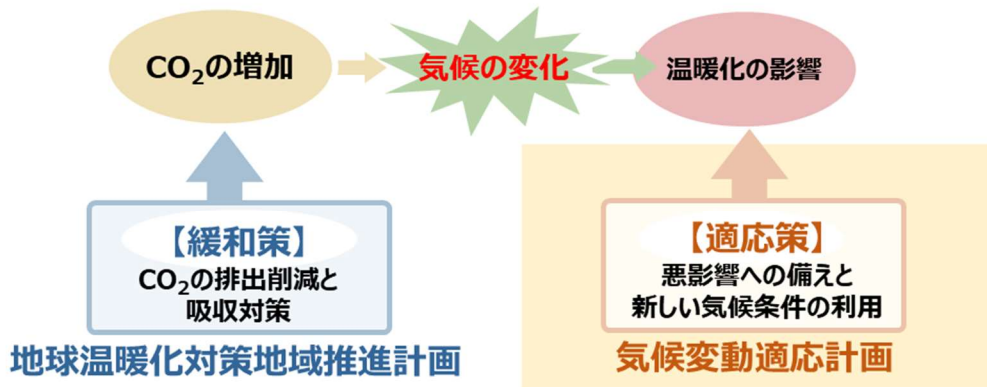 CO₂の増加
気候の変化
温暖化の影響
【緩和策】
CO₂の排出削減と
吸収対策
地球温暖化対策地域推進計画
【適応策】
悪影響への備えと
新しい気候条件の利用
気候変動適応計画